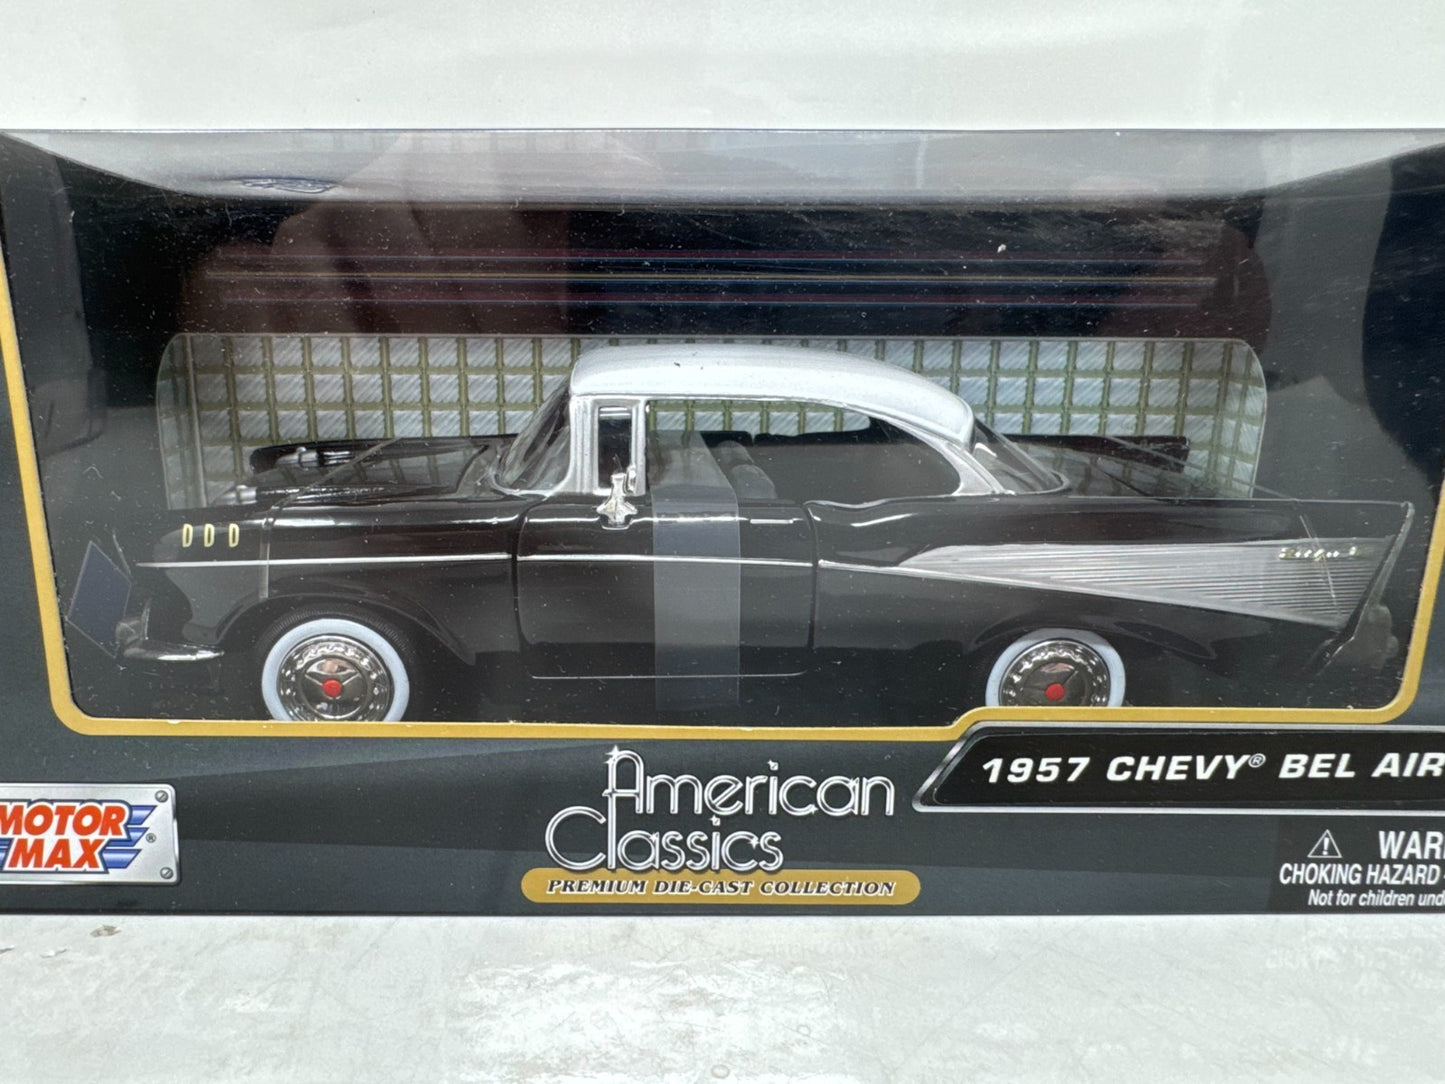 1957 CHEVY® BEL AIR
MOTOR
MAX®
American
Classics
PREMIUM DIE-CAST COLLECTION
WAR
CHOKING HAZARD
Not for children und